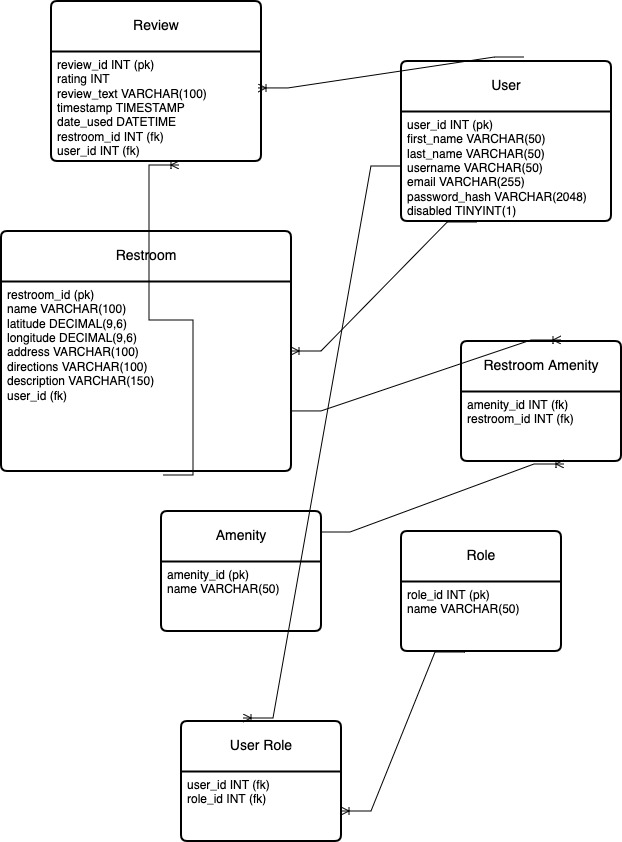 Review
review_id INT (pk)
rating INT
review_text VARCHAR(100)
timestamp TIMESTAMP
date_used DATETIME
restroom_id INT (fk)
user_id INT (fk)
User
user_id INT (pk)
first_name VARCHAR(50)
last_name VARCHAR(50)
username VARCHAR(50)
email VARCHAR(255)
password_hash VARCHAR(2048)
disabled TINYINT(1)
Restroom
restroom_id (pk)
name VARCHAR(100)
latitude DECIMAL(9,6)
longitude DECIMAL(9,6)
address VARCHAR(100)
directions VARCHAR(100)
description VARCHAR(150)
user_id (fk)
Restroom Amenity
amenity_id INT (fk)
restroom_id INT (fk)
Amenity
amenity_id (pk)
name VARCHAR(50)
Role
role_id INT (pk)
name VARCHAR(50)
User Role
user_id INT (fk)
role_id INT (fk)